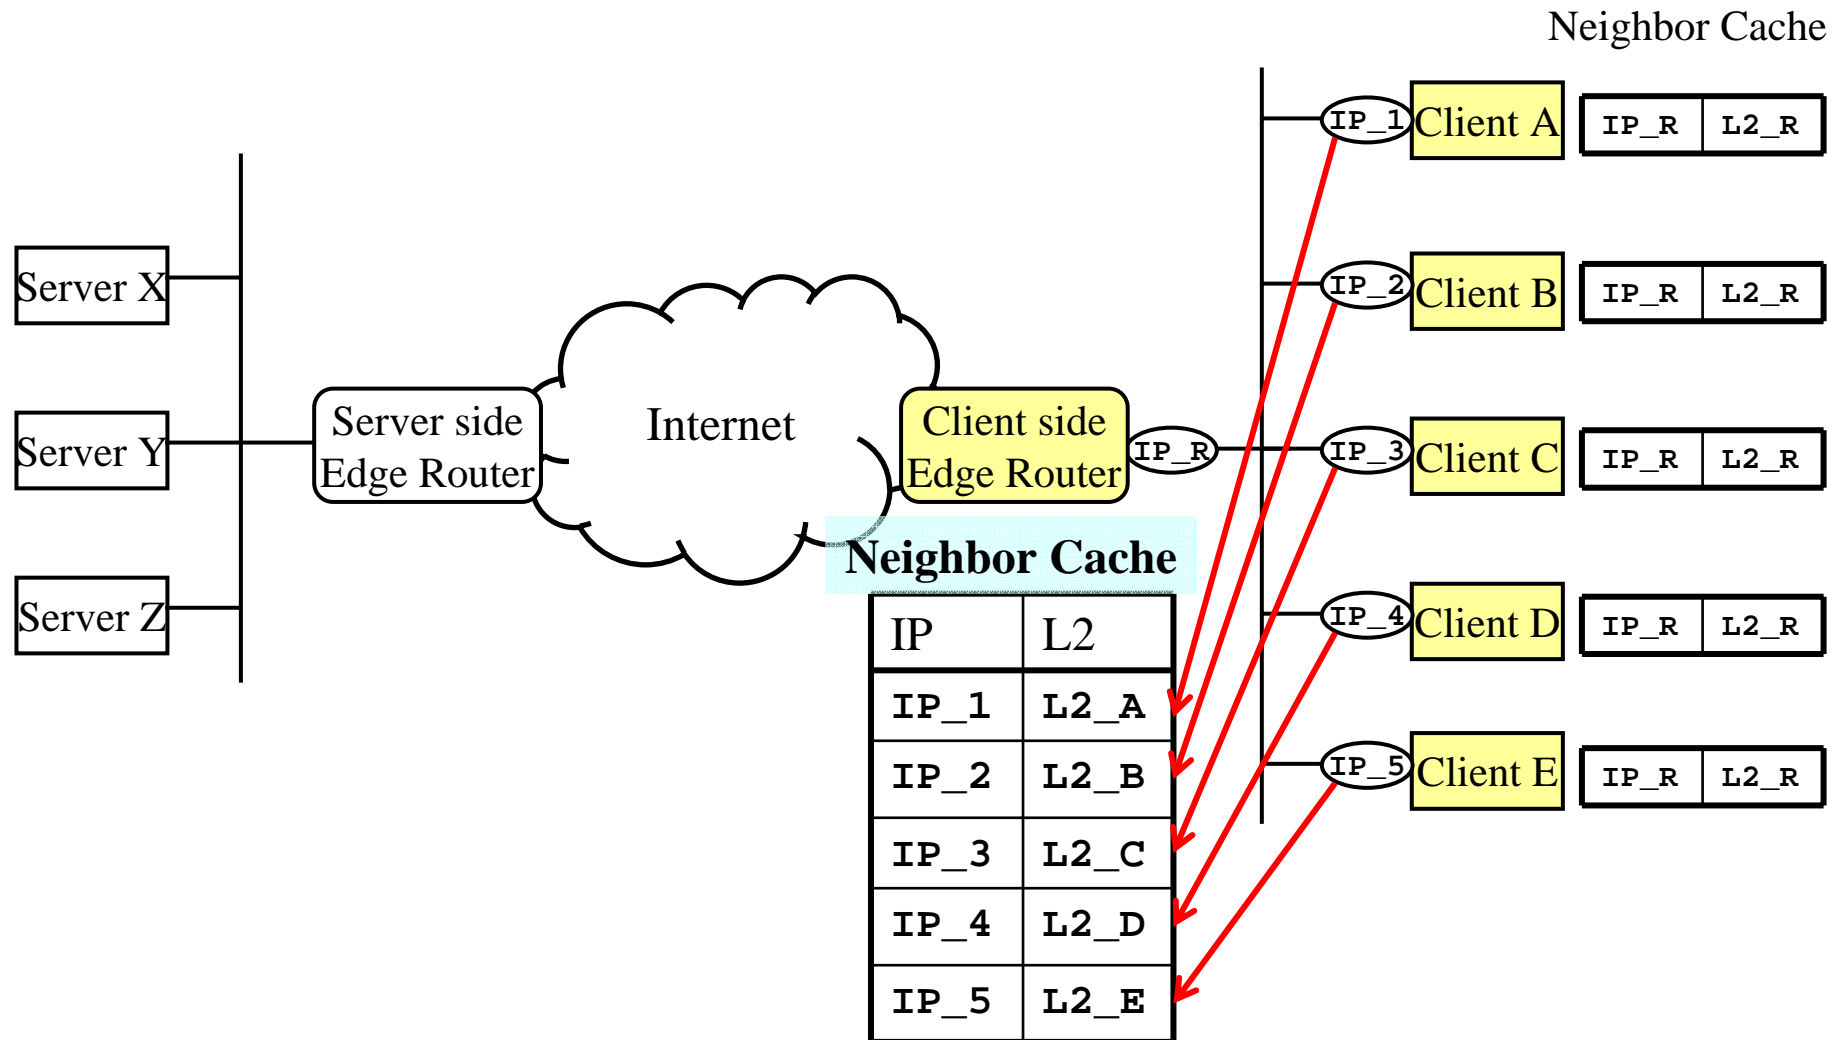 Neighbor Cache
IP_1 Client A IP_R L2_R
Server X
IP_2 Client B IP_R L2_R
Server Y
Server side
Edge Router
Internet
Client side
Edge Router
IP_R
IP_3 Client C IP_R L2_R
Server Z
IP_4 Client D IP_R L2_R
IP_5 Client E IP_R L2_R
Neighbor Cache
IP L2
IP_1 L2_A
IP_2 L2_B
IP_3 L2_C
IP_4 L2_D
IP_5 L2_E